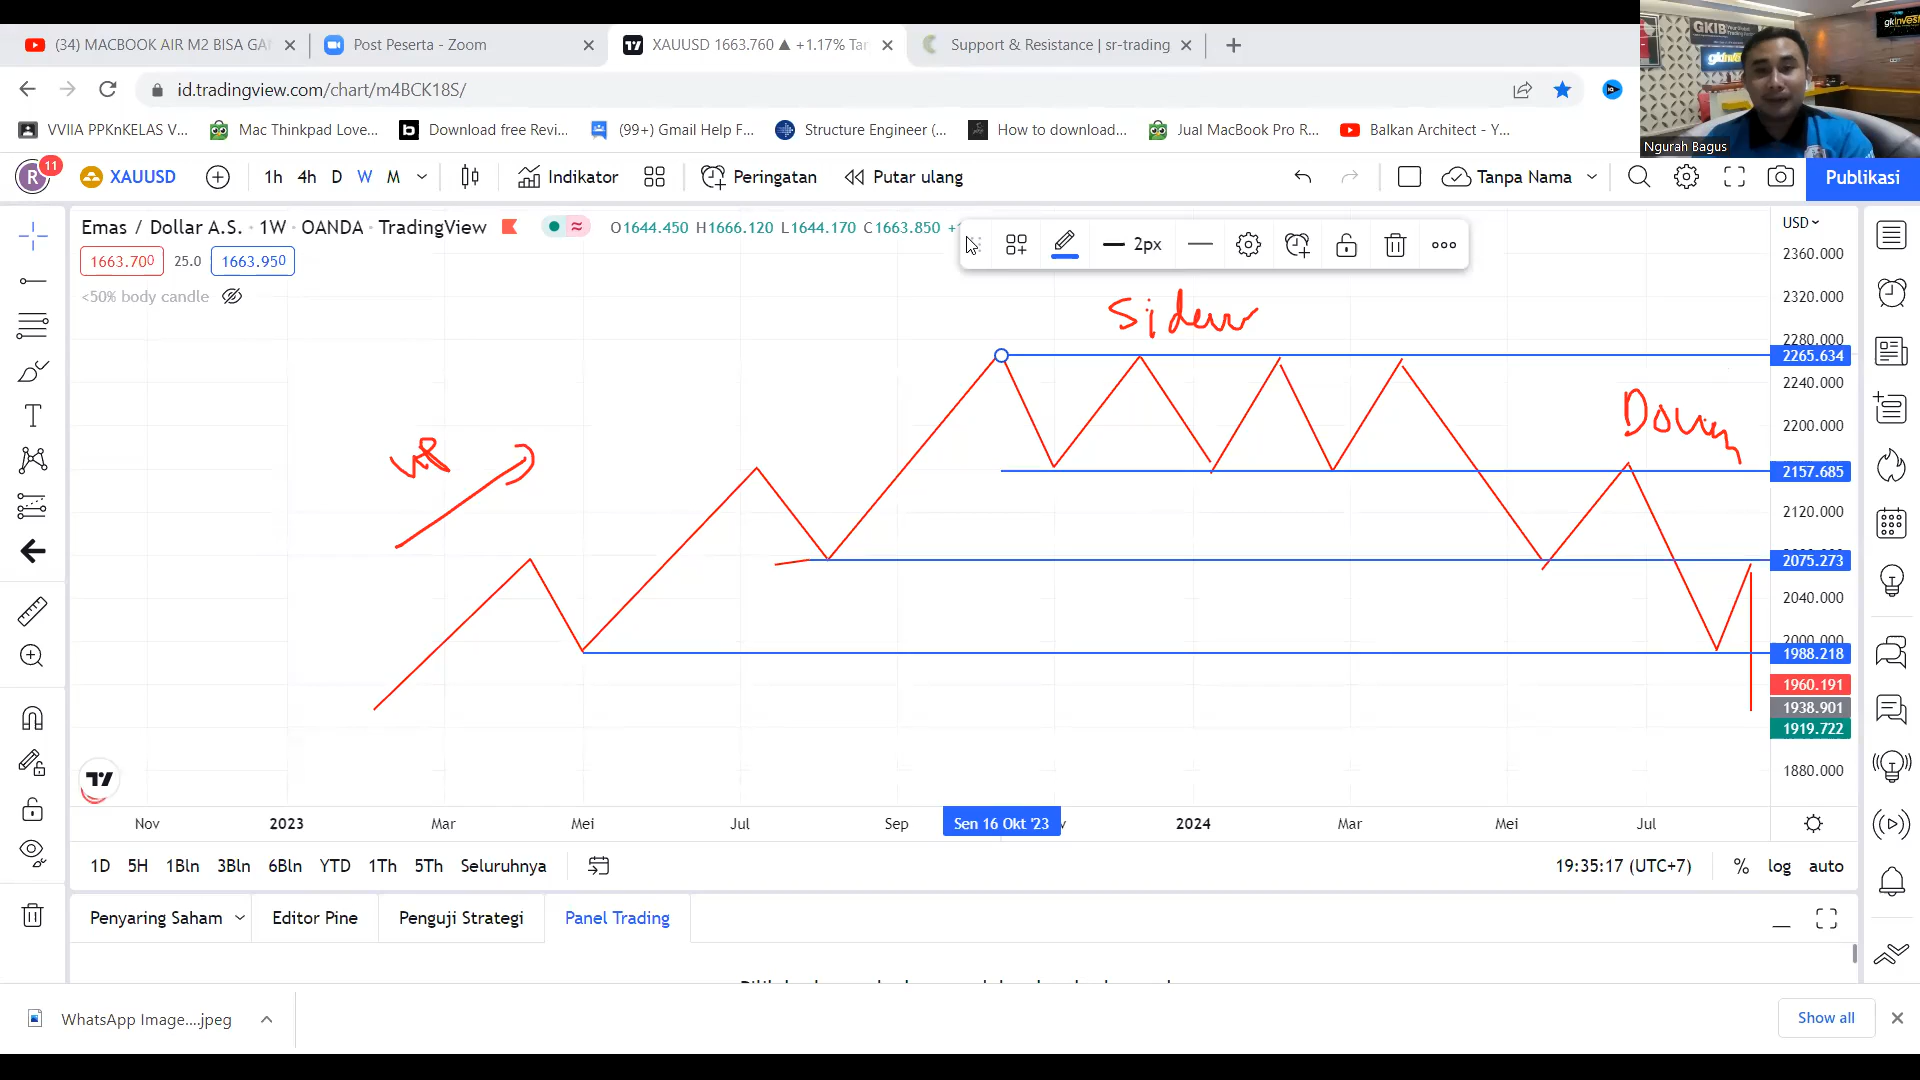 (34) MACBOOK AIR M2 BISA GA
Post Peserta - Zoom
XAUUSD 1663.760 ▲ +1.17% Tar
Support & Resistance | sr-trading
id.tradingview.com/chart/m4BCK18S/
VVIIA PPKnKELAS V...
Mac Thinkpad Love...
Download free Revi...
(99+) Gmail Help F...
Structure Engineer (...
How to download...
Jual MacBook Pro R...
Balkan Architect - Y...
GKIB
gkinvest
Ngurah Bagus
R
11
XAUUSD
1h
4h
D
W
M
Indikator
Peringatan
Putar ulang
Tanpa Nama
Publikasi
Emas / Dollar A.S. · 1W · OANDA · TradingView
O1644.450 H1666.120 L1644.170 C1663.850
2px
USD
1663.700
25.0
1663.950
<50% body candle
Sidew
Down
2360.000
2320.000
2280.000
2265.634
2240.000
2200.000
2157.685
2120.000
2075.273
2040.000
2000.000
1988.218
1960.191
1938.901
1919.722
1880.000
Nov
2023
Mar
Mei
Jul
Sep
Sen 16 Okt '23
2024
Mar
Mei
Jul
1D
5H
1Bln
3Bln
6Bln
YTD
1Th
5Th
Seluruhnya
19:35:17 (UTC+7)
%
log
auto
Penyaring Saham
Editor Pine
Penguji Strategi
Panel Trading
WhatsApp Image....jpeg
Show all